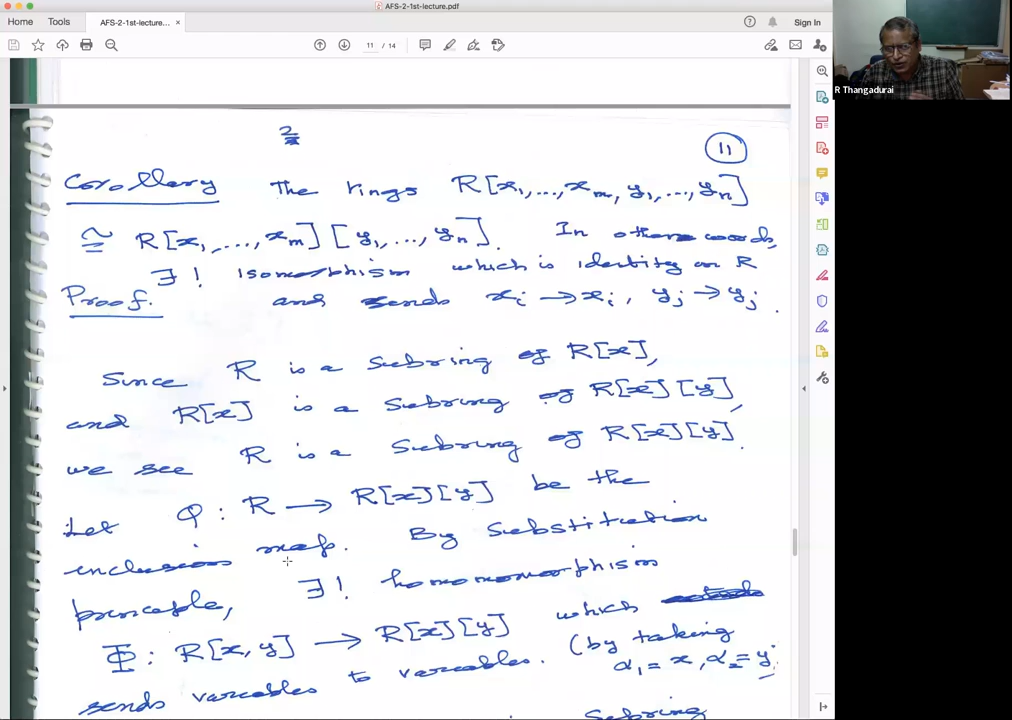 AFS-2-1st-lecture.pdf
Home Tools AFS-2-1st-lecture... × Sign In
11 / 14
R Thangadurai
2
11
Corollary The rings R[x₁,...,xₘ, y₁,...,yₙ]
≅ R[x₁,...,xₘ][y₁,...,yₙ]. In other words,
∃! isomorphism which is identity on R
Proof. and sends xᵢ → xᵢ, yⱼ → yⱼ.
Since R is a subring of R[x],
and R[x] is a subring of R[x][y],
we see R is a subring of R[x][y].
Let φ : R → R[x][y] be the
inclusion map. By substitution
principle, ∃! homomomorphism
Φ : R[x,y] → R[x][y] which
sends variables to variables. (by taking
α₁ = x, α₂ = y
subring